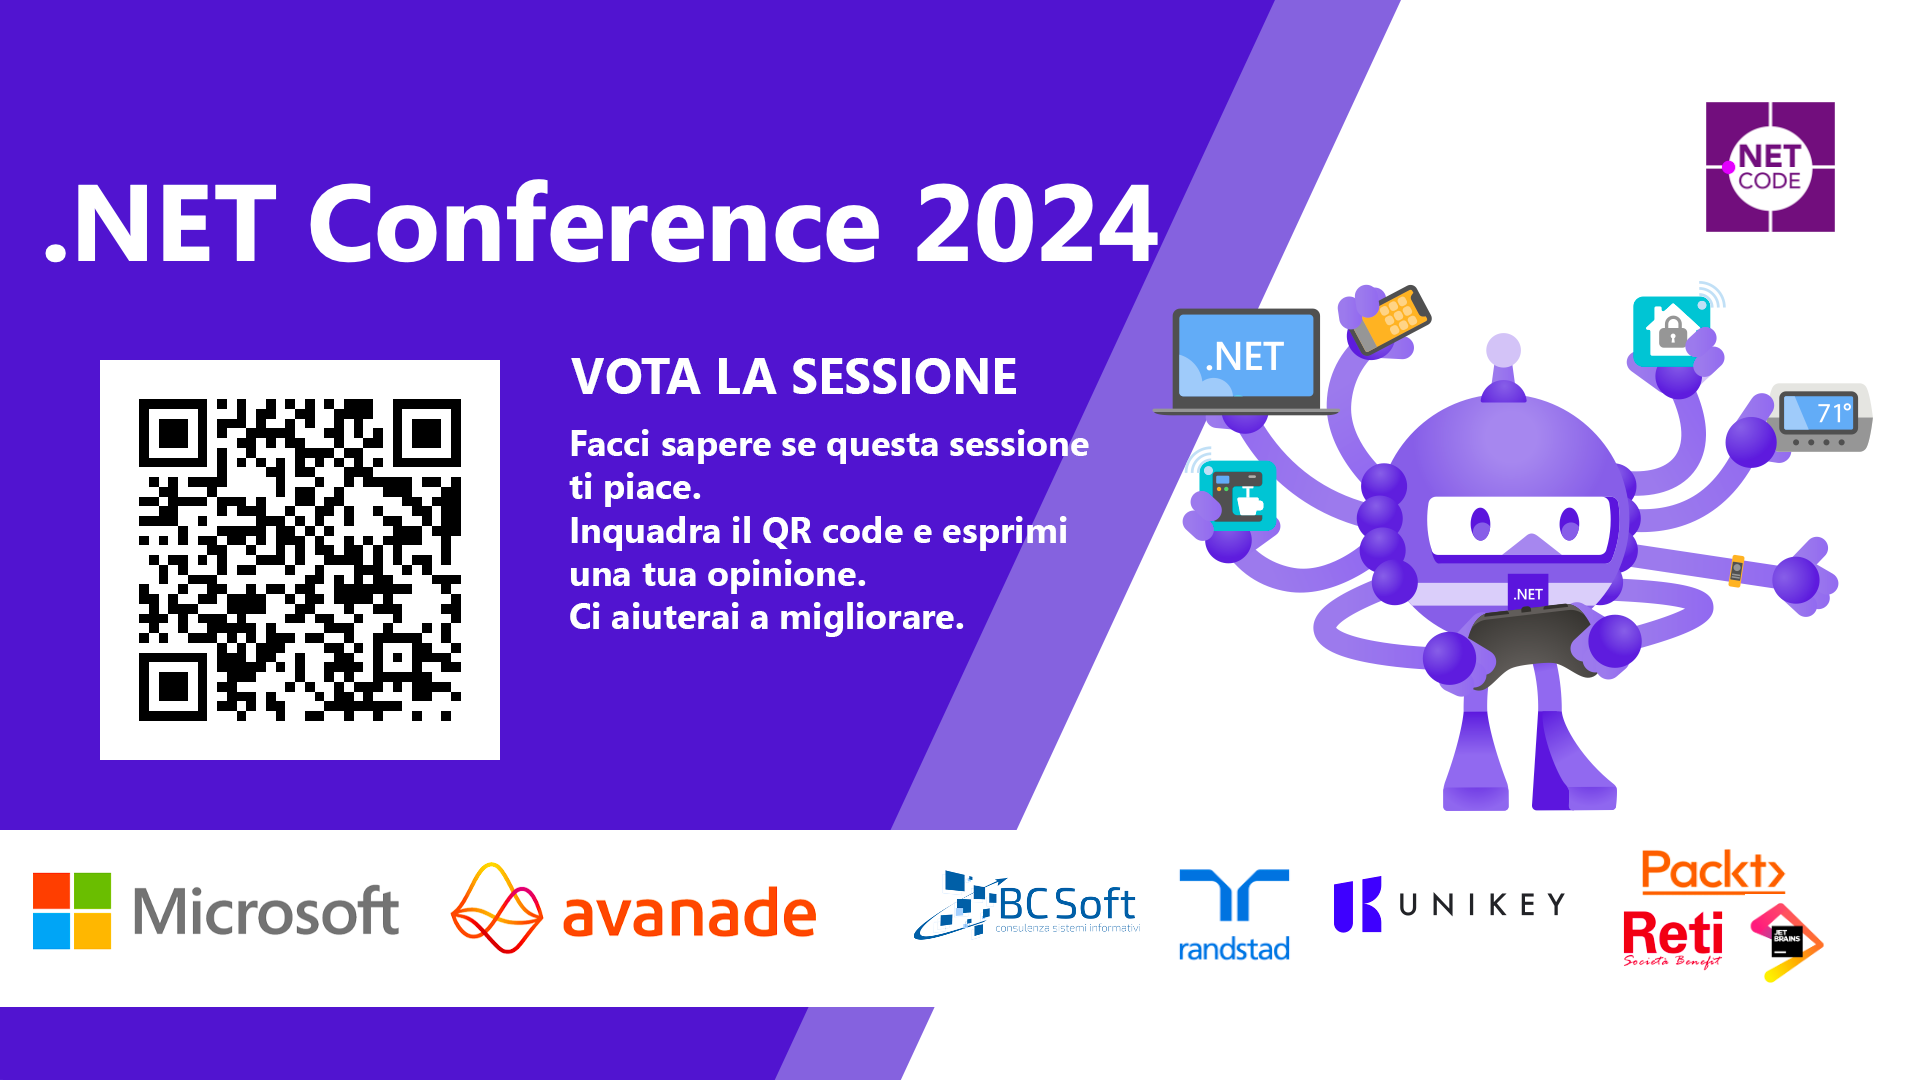 .NET Conference 2024
NET
CODE
VOTA LA SESSIONE
Facci sapere se questa sessione
ti piace.
Inquadra il QR code e esprimi
una tua opinione.
Ci aiuterai a migliorare.
.NET
71°
.NET
Microsoft
avanade
BC Soft
consulenza sistemi informativi
randstad
UNIKEY
Packt>
Reti
Società Benefit
JET
BRAINS